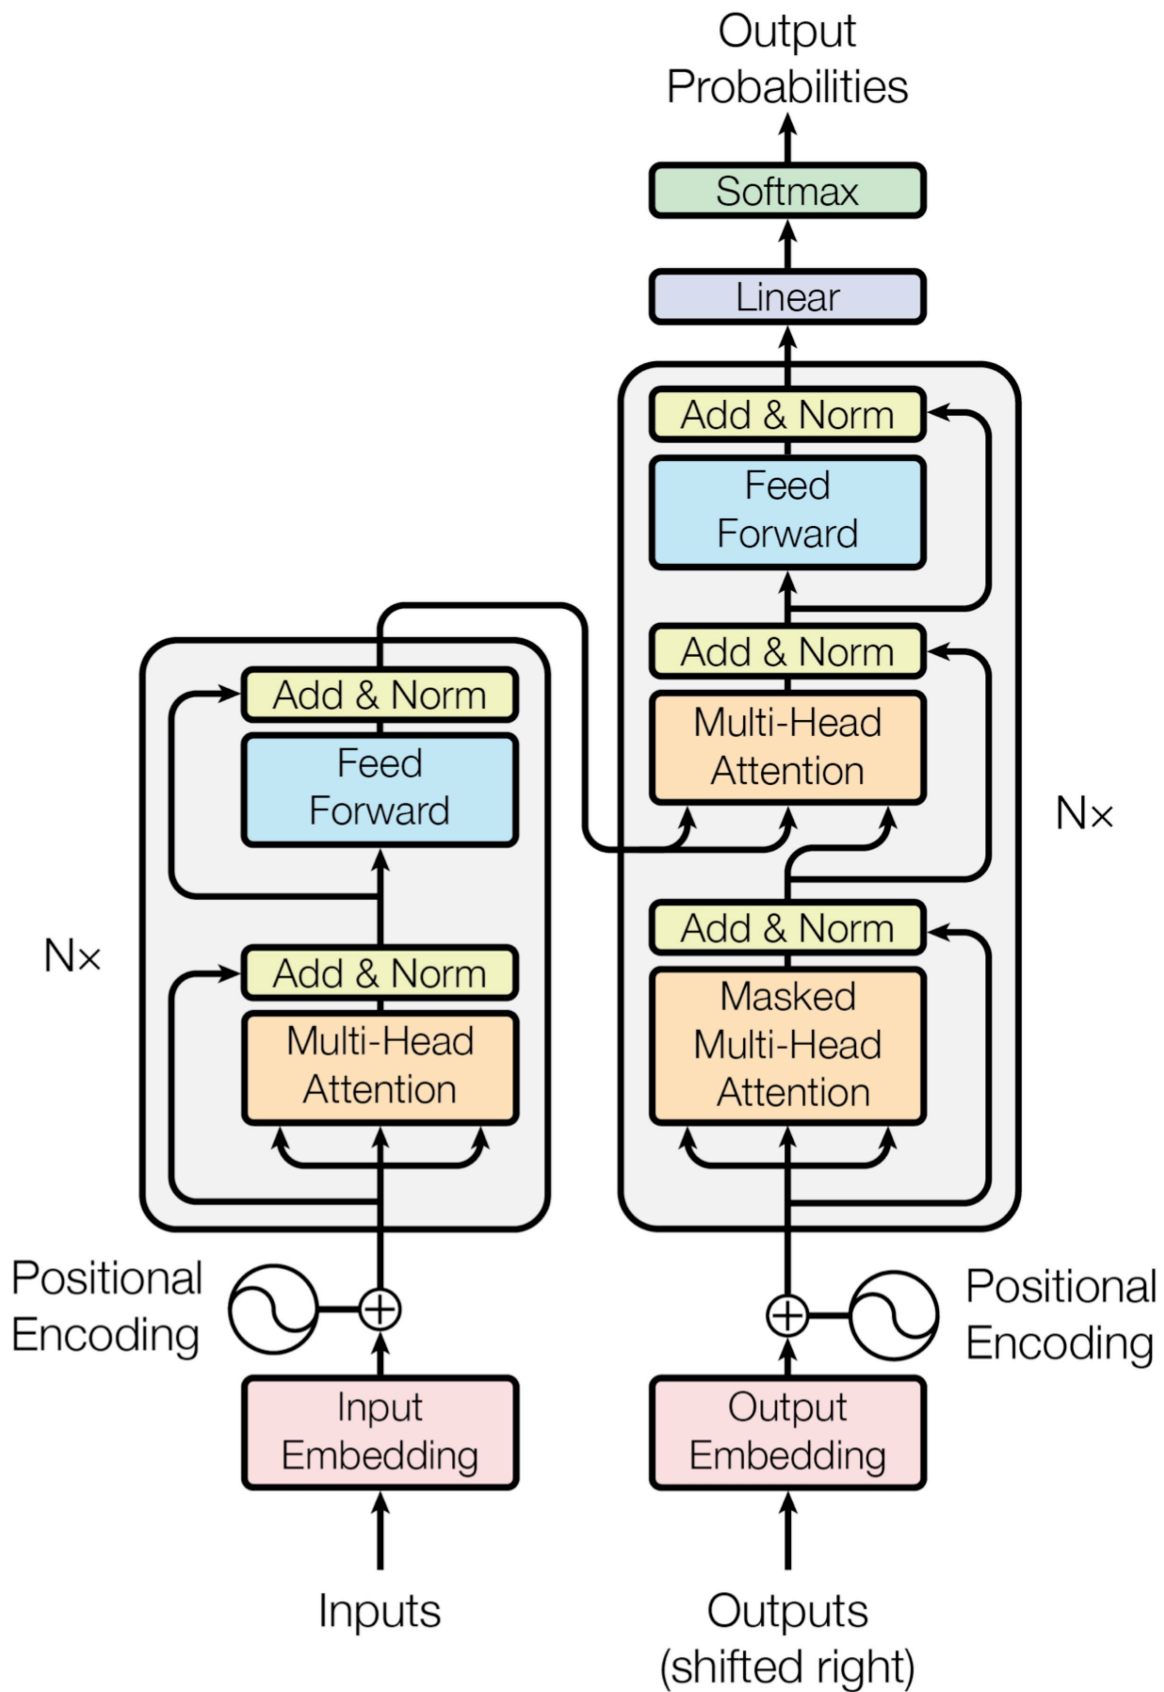 Output
Probabilities
Softmax
Linear
Add & Norm
Feed
Forward
Add & Norm
Multi-Head
Attention
Nx
Add & Norm
Masked
Multi-Head
Attention
Add & Norm
Feed
Forward
Nx
Add & Norm
Multi-Head
Attention
Positional
Encoding
Positional
Encoding
Input
Embedding
Output
Embedding
Inputs
Outputs
(shifted right)